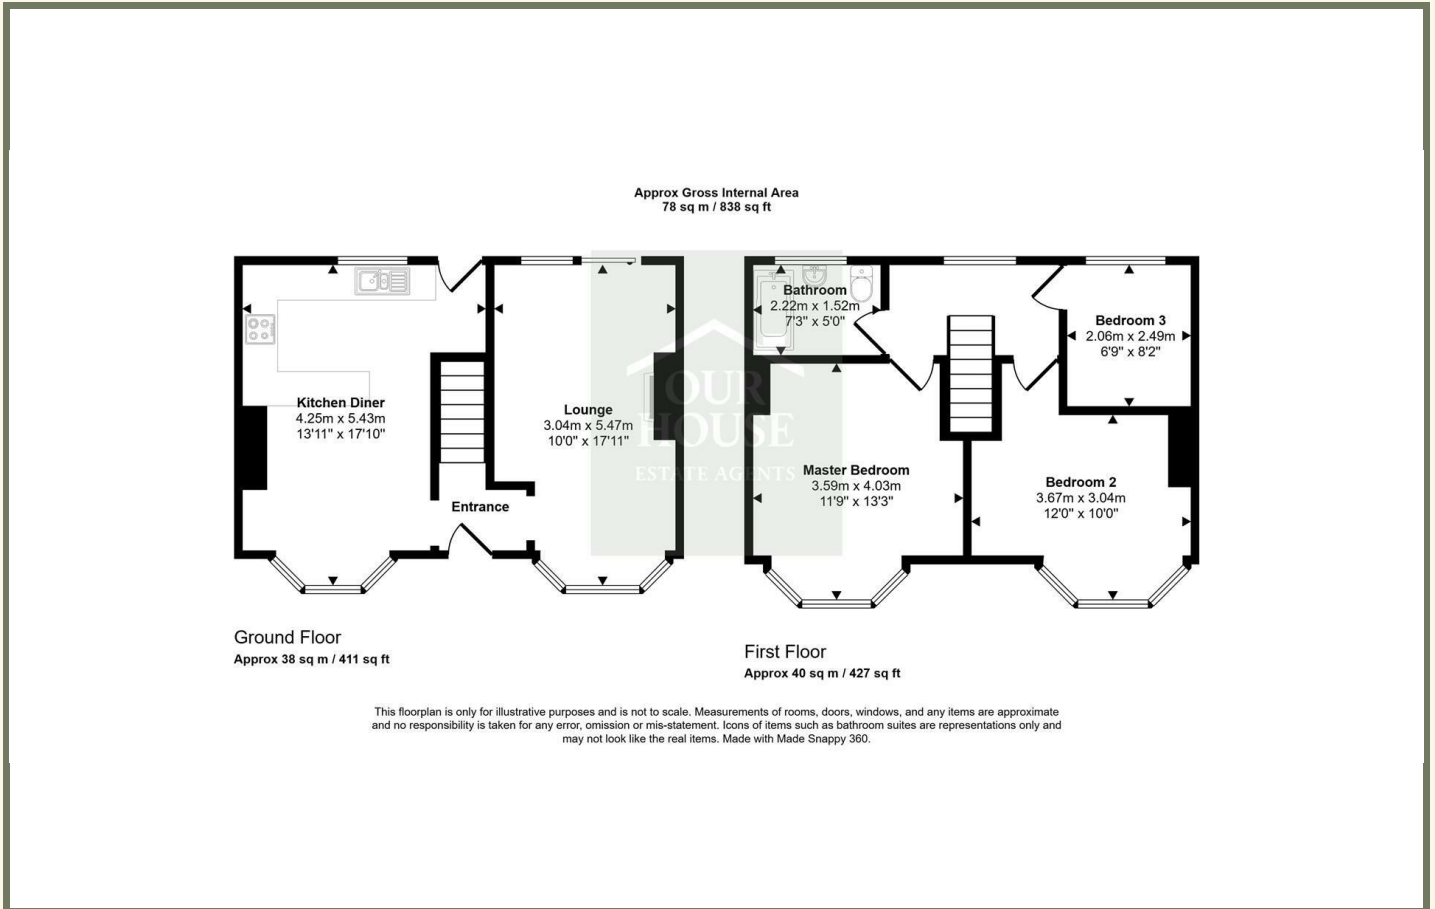 Approx Gross Internal Area
78 sq m / 838 sq ft
Kitchen Diner
4.25m x 5.43m
13'11" x 17'10"
Lounge
3.04m x 5.47m
10'0" x 17'11"
Entrance
Bathroom
2.22m x 1.52m
7'3" x 5'0"
Bedroom 3
2.06m x 2.49m
6'9" x 8'2"
Master Bedroom
3.59m x 4.03m
11'9" x 13'3"
Bedroom 2
3.67m x 3.04m
12'0" x 10'0"
OUR
HOUSE
ESTATE AGENTS
Ground Floor
Approx 38 sq m / 411 sq ft
First Floor
Approx 40 sq m / 427 sq ft
This floorplan is only for illustrative purposes and is not to scale. Measurements of rooms, doors, windows, and any items are approximate
and no responsibility is taken for any error, omission or mis-statement. Icons of items such as bathroom suites are representations only and
may not look like the real items. Made with Made Snappy 360.